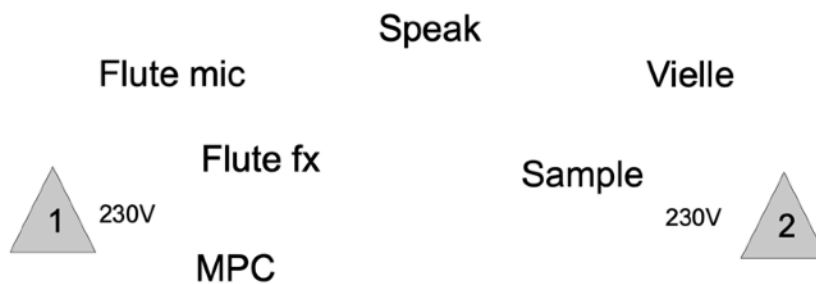 Speak
Flute mic
Vielle
Flute fx
Sample
1
230V
230V
2
MPC